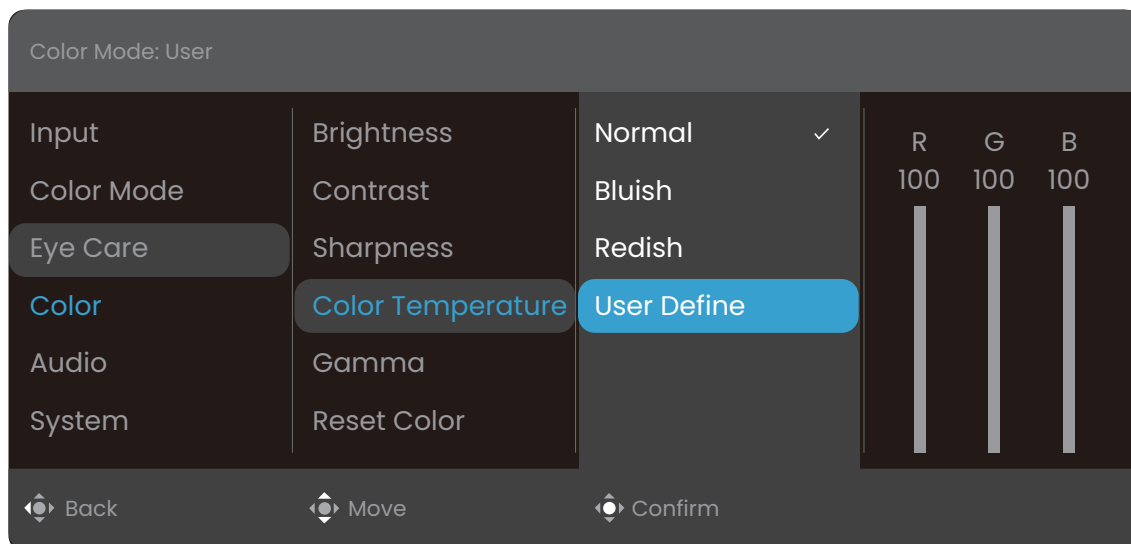 Color Mode: User
Input
Color Mode
Eye Care
Color
Audio
System
Brightness
Contrast
Sharpness
Color Temperature
Gamma
Reset Color
Normal
Bluish
Redish
User Define
R G B
100 100 100
Back Move Confirm